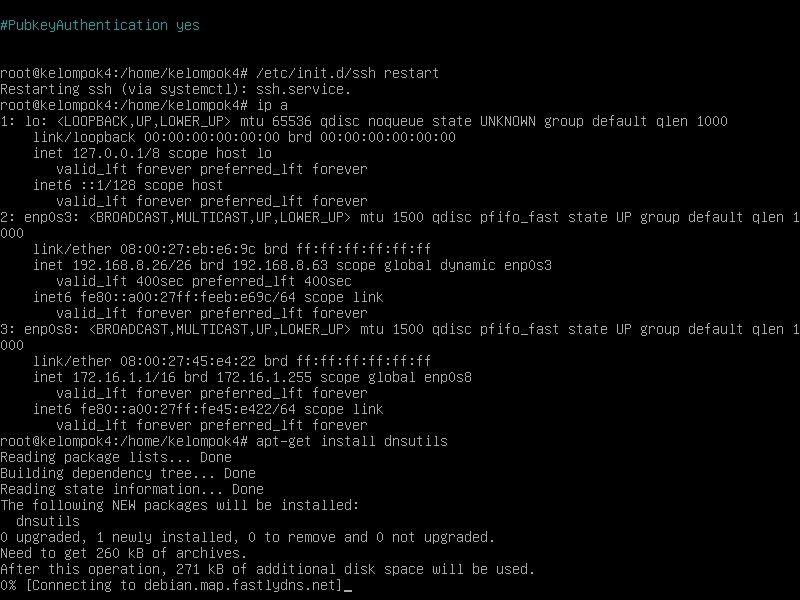 #PubkeyAuthentication yes
root@kelompok4:/home/kelompok4# /etc/init.d/ssh restart
Restarting ssh (via systemctl): ssh.service.
root@kelompok4:/home/kelompok4# ip a
1: lo: <LOOPBACK,UP,LOWER_UP> mtu 65536 qdisc noqueue state UNKNOWN group default qlen 1000
    link/loopback 00:00:00:00:00:00 brd 00:00:00:00:00:00
    inet 127.0.0.1/8 scope host lo
       valid_lft forever preferred_lft forever
    inet6 ::1/128 scope host
       valid_lft forever preferred_lft forever
2: enp0s3: <BROADCAST,MULTICAST,UP,LOWER_UP> mtu 1500 qdisc pfifo_fast state UP group default qlen 1
000
    link/ether 08:00:27:eb:e6:9c brd ff:ff:ff:ff:ff:ff
    inet 192.168.8.26/26 brd 192.168.8.63 scope global dynamic enp0s3
       valid_lft 400sec preferred_lft 400sec
    inet6 fe80::a00:27ff:feeb:e69c/64 scope link
       valid_lft forever preferred_lft forever
3: enp0s8: <BROADCAST,MULTICAST,UP,LOWER_UP> mtu 1500 qdisc pfifo_fast state UP group default qlen 1
000
    link/ether 08:00:27:45:e4:22 brd ff:ff:ff:ff:ff:ff
    inet 172.16.1.1/16 brd 172.16.1.255 scope global enp0s8
       valid_lft forever preferred_lft forever
    inet6 fe80::a00:27ff:fe45:e422/64 scope link
       valid_lft forever preferred_lft forever
root@kelompok4:/home/kelompok4# apt-get install dnsutils
Reading package lists... Done
Building dependency tree... Done
Reading state information... Done
The following NEW packages will be installed:
  dnsutils
0 upgraded, 1 newly installed, 0 to remove and 0 not upgraded.
Need to get 260 kB of archives.
After this operation, 271 kB of additional disk space will be used.
0% [Connecting to debian.map.fastlydns.net]_